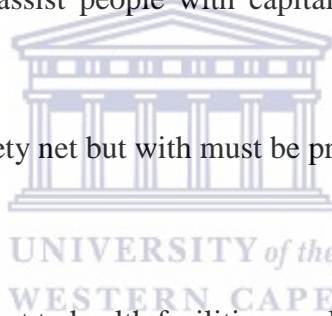 assist people with capital
ety net but with must be pr
UNIVERSITY of the
WESTERN CAPE
t to health facilities